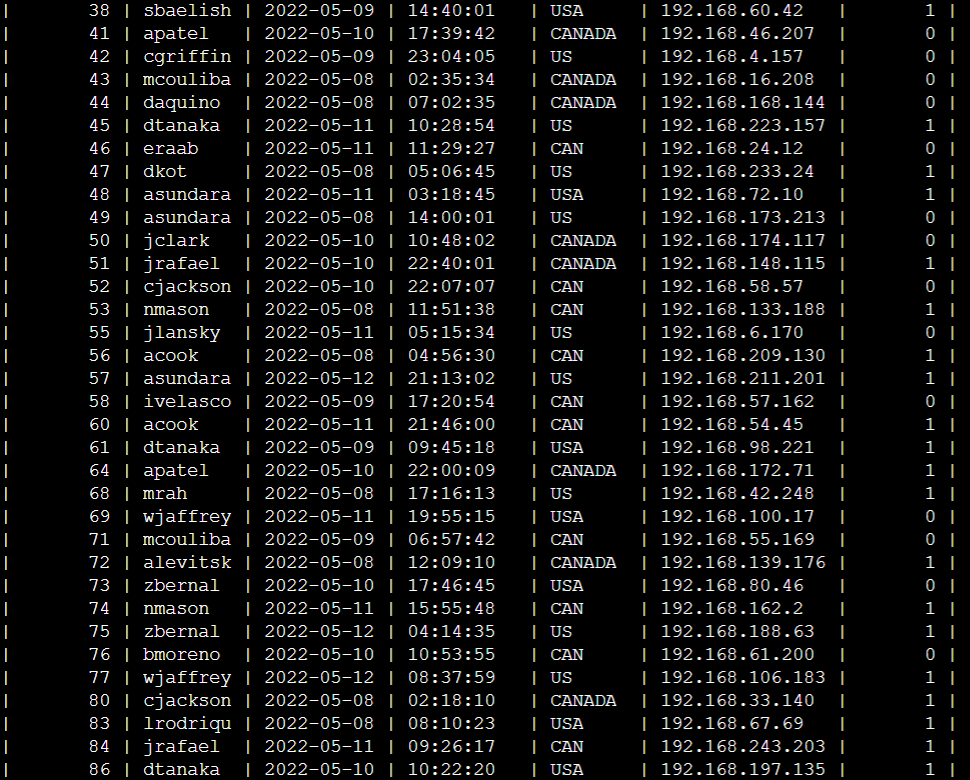 |        38 | sbaelish | 2022-05-09 | 14:40:01   | USA     | 192.168.60.42   |       1 |
|        41 | apatel   | 2022-05-10 | 17:39:42   | CANADA  | 192.168.46.207  |       0 |
|        42 | cgriffin | 2022-05-09 | 23:04:05   | US      | 192.168.4.157   |       0 |
|        43 | mcouliba | 2022-05-08 | 02:35:34   | CANADA  | 192.168.16.208  |       0 |
|        44 | daquino  | 2022-05-08 | 07:02:35   | CANADA  | 192.168.168.144 |       0 |
|        45 | dtanaka  | 2022-05-11 | 10:28:54   | US      | 192.168.223.157 |       1 |
|        46 | eraab    | 2022-05-11 | 11:29:27   | CAN     | 192.168.24.12   |       0 |
|        47 | dkot     | 2022-05-08 | 05:06:45   | US      | 192.168.233.24  |       1 |
|        48 | asundara | 2022-05-11 | 03:18:45   | USA     | 192.168.72.10   |       1 |
|        49 | asundara | 2022-05-08 | 14:00:01   | US      | 192.168.173.213 |       0 |
|        50 | jclark   | 2022-05-10 | 10:48:02   | CANADA  | 192.168.174.117 |       0 |
|        51 | jrafael  | 2022-05-10 | 22:40:01   | CANADA  | 192.168.148.115 |       1 |
|        52 | cjackson | 2022-05-10 | 22:07:07   | CAN     | 192.168.58.57   |       0 |
|        53 | nmason   | 2022-05-08 | 11:51:38   | CAN     | 192.168.133.188 |       1 |
|        55 | jlansky  | 2022-05-11 | 05:15:34   | US      | 192.168.6.170   |       0 |
|        56 | acook    | 2022-05-08 | 04:56:30   | CAN     | 192.168.209.130 |       1 |
|        57 | asundara | 2022-05-12 | 21:13:02   | US      | 192.168.211.201 |       1 |
|        58 | ivelasco | 2022-05-09 | 17:20:54   | CAN     | 192.168.57.162  |       0 |
|        60 | acook    | 2022-05-11 | 21:46:00   | CAN     | 192.168.54.45   |       1 |
|        61 | dtanaka  | 2022-05-09 | 09:45:18   | USA     | 192.168.98.221  |       1 |
|        64 | apatel   | 2022-05-10 | 22:00:09   | CANADA  | 192.168.172.71  |       1 |
|        68 | mrah     | 2022-05-08 | 17:16:13   | US      | 192.168.42.248  |       1 |
|        69 | wjaffrey | 2022-05-11 | 19:55:15   | USA     | 192.168.100.17  |       0 |
|        71 | mcouliba | 2022-05-09 | 06:57:42   | CAN     | 192.168.55.169  |       0 |
|        72 | alevitsk | 2022-05-08 | 12:09:10   | CANADA  | 192.168.139.176 |       1 |
|        73 | zbernal  | 2022-05-10 | 17:46:45   | USA     | 192.168.80.46   |       0 |
|        74 | nmason   | 2022-05-11 | 15:55:48   | CAN     | 192.168.162.2   |       1 |
|        75 | zbernal  | 2022-05-12 | 04:14:35   | US      | 192.168.188.63  |       1 |
|        76 | bmoreno  | 2022-05-10 | 10:53:55   | CAN     | 192.168.61.200  |       0 |
|        77 | wjaffrey | 2022-05-12 | 08:37:59   | US      | 192.168.106.183 |       1 |
|        80 | cjackson | 2022-05-08 | 02:18:10   | CANADA  | 192.168.33.140  |       1 |
|        83 | lrodriqu | 2022-05-08 | 08:10:23   | USA     | 192.168.67.69   |       1 |
|        84 | jrafael  | 2022-05-11 | 09:26:17   | CAN     | 192.168.243.203 |       1 |
|        86 | dtanaka  | 2022-05-10 | 10:22:20   | USA     | 192.168.197.135 |       1 |